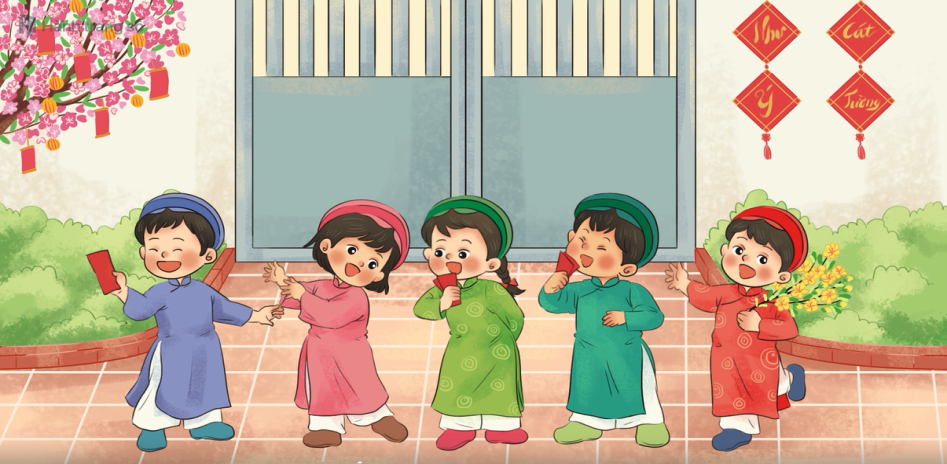 Như
Cát
Ý
Tường